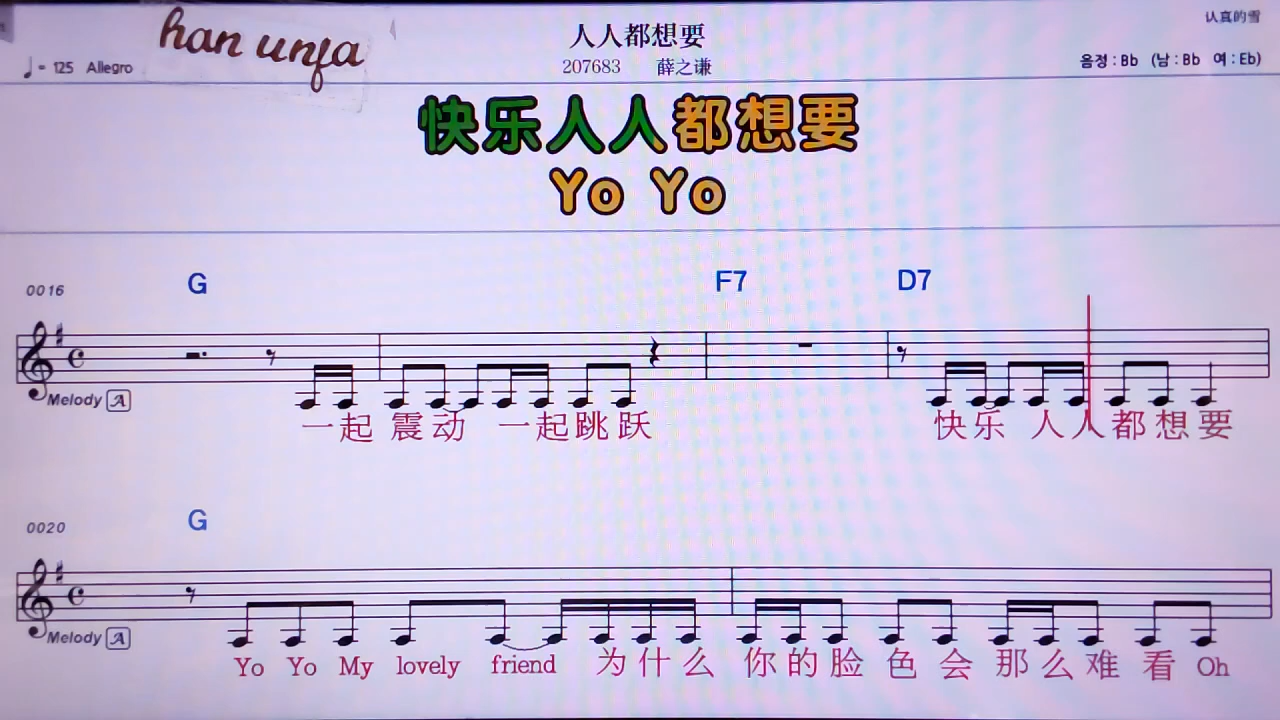 han unfa
认真的雪
人人都想要
♩= 125 Allegro
207683 薛之谦
음정 : Bb (남 : Bb 여 : Eb)
快乐人人都想要
Yo Yo
0016
G F7 D7
Melody A
一起 震动 一起跳跃 快乐 人人都想要
0020
G
Melody A
Yo Yo My lovely friend 为什么 你的脸 色 会 那么难 看 Oh